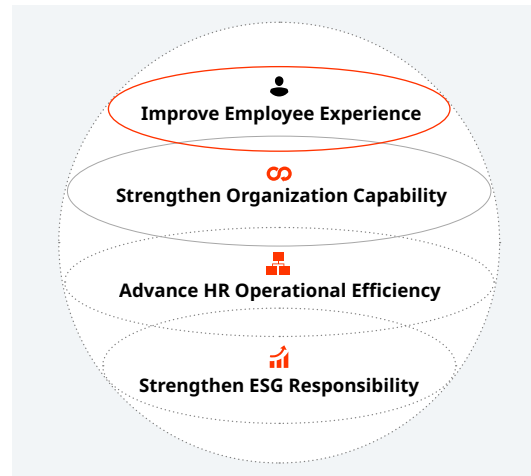 Improve Employee Experience
Strengthen Organization Capability
Advance HR Operational Efficiency
Strengthen ESG Responsibility